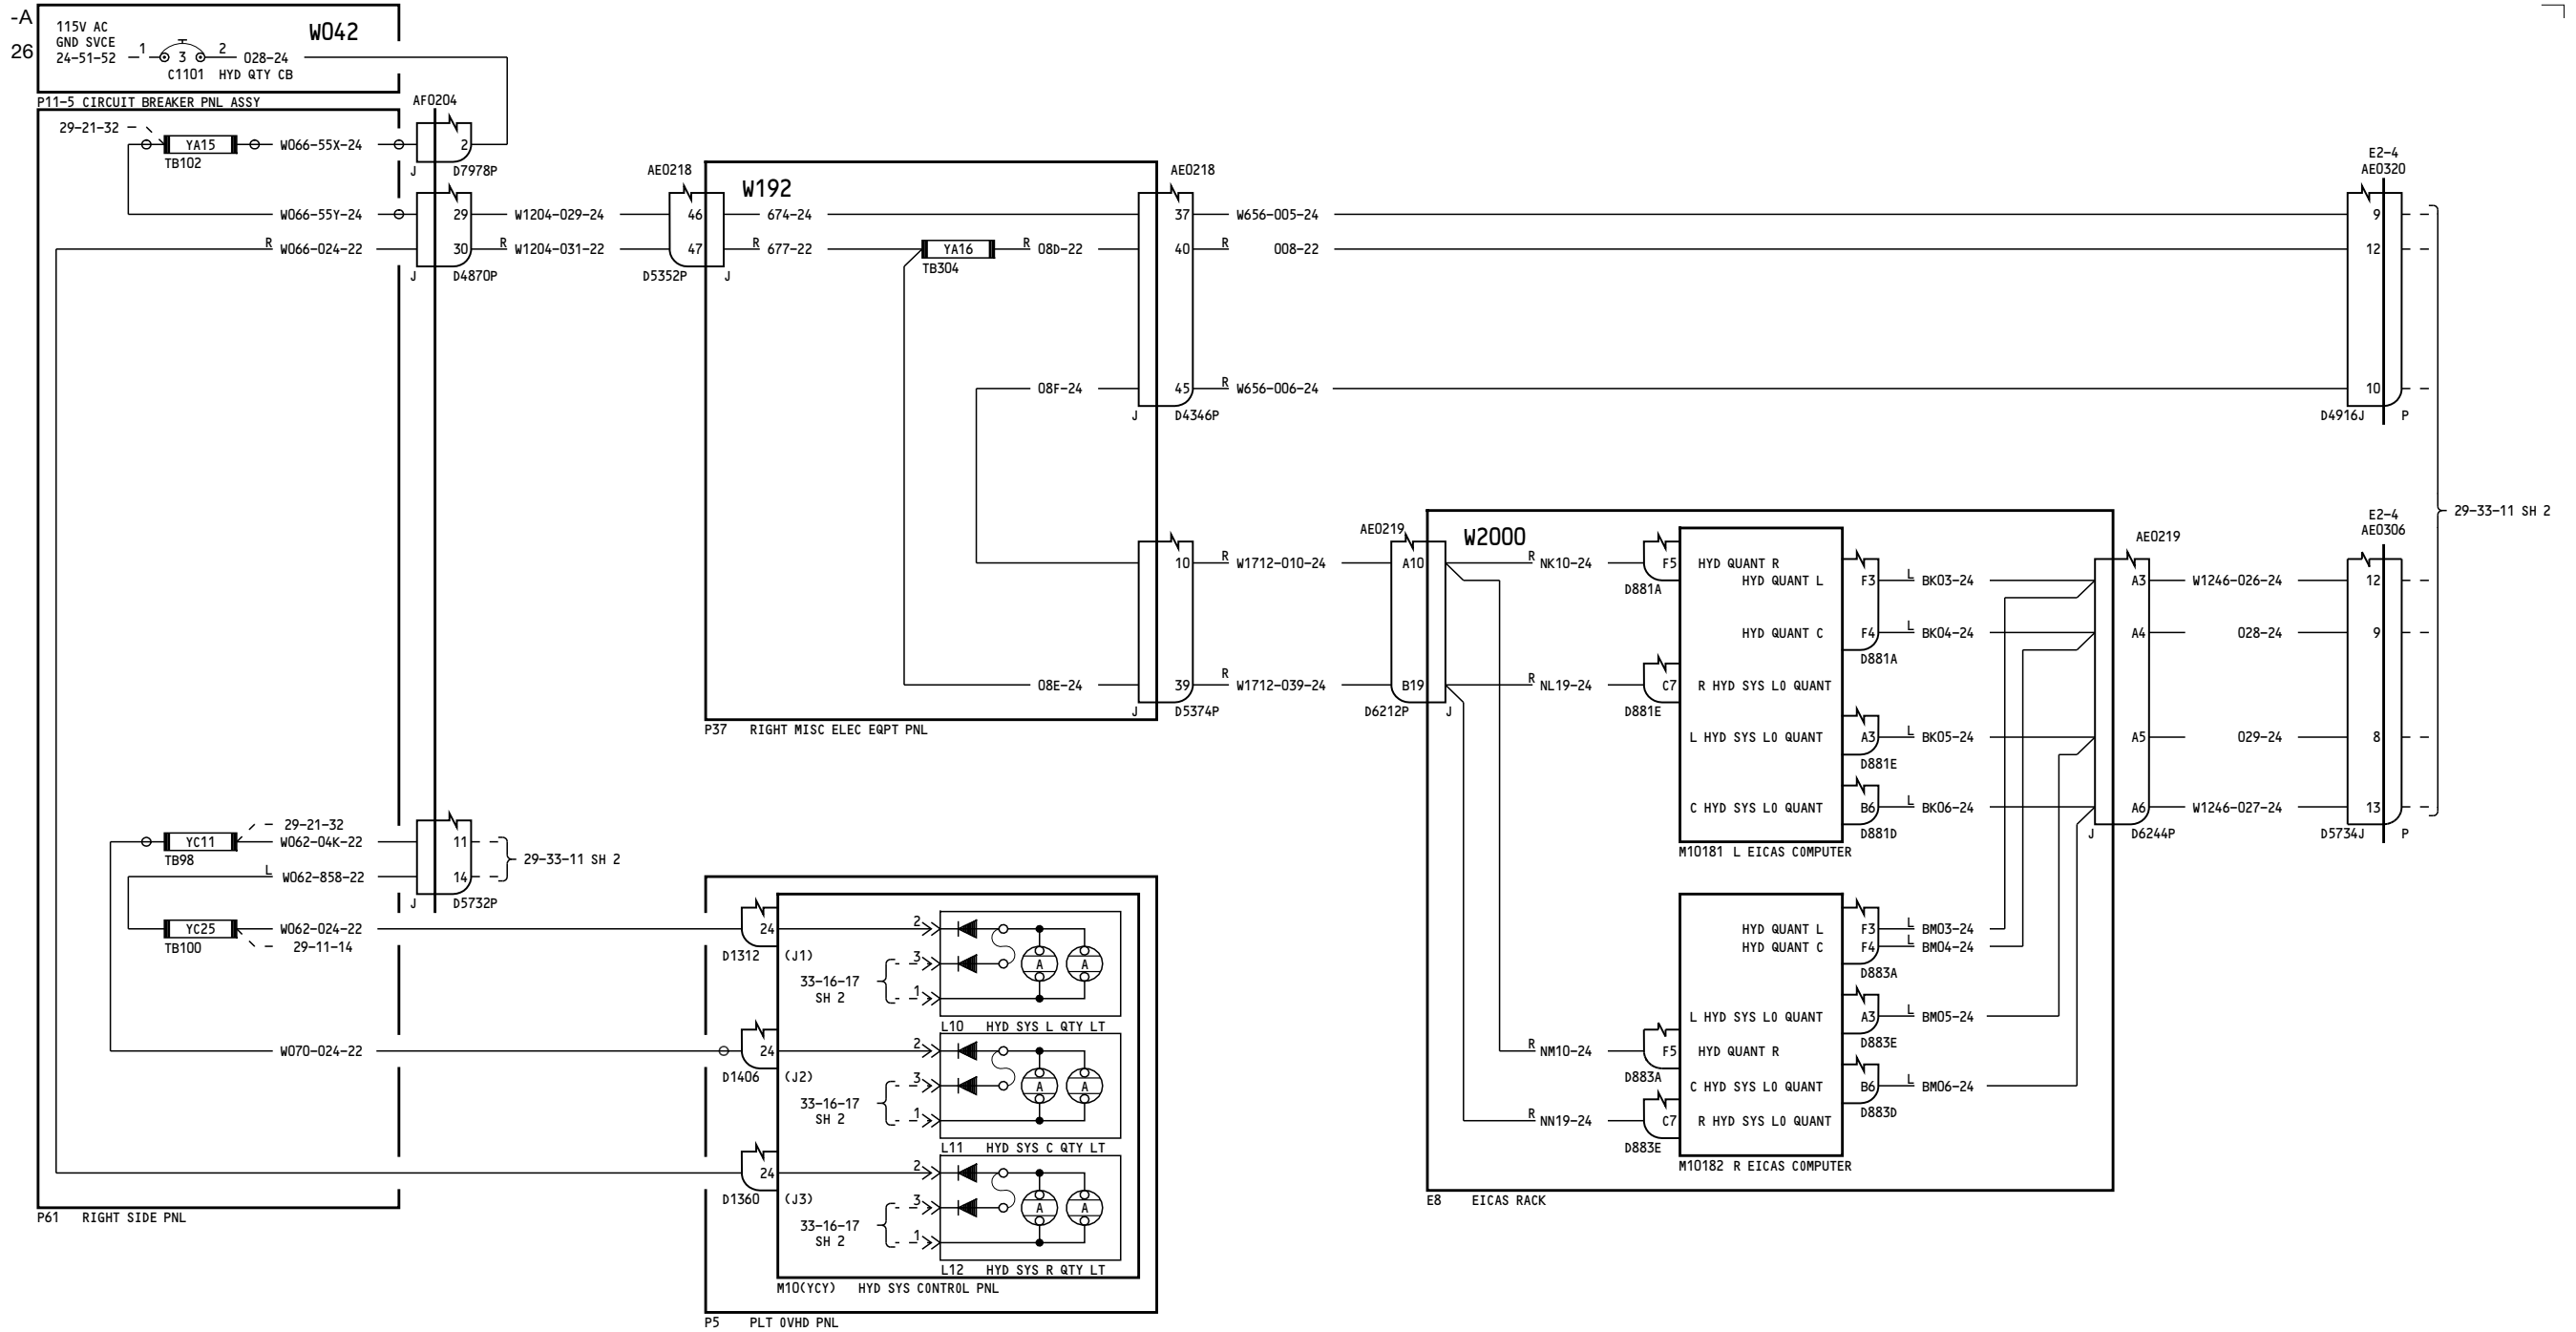 -A
26
115V AC
GND SVCE
24-51-52
1
3
2
028-24
C1101 HYD QTY CB
W042
P11-5 CIRCUIT BREAKER PNL ASSY
AF0204
29-21-32
YA15
TB102
W066-55X-24
2
J
D7978P
W066-55Y-24
29
W1204-029-24
R
W066-024-22
30
R
W1204-031-22
J
D4870P
AE0218
46
47
D5352P
J
W192
674-24
R
677-22
YA16
TB304
R
08D-22
AE0218
37
W656-005-24
40
R
008-22
08F-24
45
R
W656-006-24
J
D4346P
E2-4
AE0320
9
12
10
D4916J
P
29-33-11 SH 2
10
R
W1712-010-24
08E-24
39
R
W1712-039-24
J
D5374P
P37 RIGHT MISC ELEC EQPT PNL
AE0219
A10
B19
D6212P
J
W2000
R
NK10-24
F5
D881A
R
NL19-24
C7
D881E
HYD QUANT R
HYD QUANT L
HYD QUANT C
R HYD SYS LO QUANT
L HYD SYS LO QUANT
C HYD SYS LO QUANT
M10181 L EICAS COMPUTER
F3
L
BK03-24
F4
L
BK04-24
D881A
A3
L
BK05-24
D881E
B6
L
BK06-24
D881D
AE0219
A3
A4
A5
A6
J
D6244P
W1246-026-24
028-24
029-24
W1246-027-24
E2-4
AE0306
12
9
8
13
D5734J
P
29-21-32
YC11
TB98
W062-04K-22
11
L
W062-858-22
14
29-33-11 SH 2
J
D5732P
YC25
TB100
W062-024-22
29-11-14
W070-024-22
P61 RIGHT SIDE PNL
24
D1312
(J1)
2
3
1
33-16-17
SH 2
A
A
L10 HYD SYS L QTY LT
24
D1406
(J2)
2
3
1
33-16-17
SH 2
A
A
L11 HYD SYS C QTY LT
24
D1360
(J3)
2
3
1
33-16-17
SH 2
A
A
L12 HYD SYS R QTY LT
M10(YCY) HYD SYS CONTROL PNL
P5 PLT OVHD PNL
HYD QUANT L
HYD QUANT C
L HYD SYS LO QUANT
HYD QUANT R
C HYD SYS LO QUANT
R HYD SYS LO QUANT
F3
L
BM03-24
F4
L
BM04-24
D883A
A3
L
BM05-24
D883E
B6
L
BM06-24
D883D
R
NM10-24
F5
D883A
R
NN19-24
C7
D883E
M10182 R EICAS COMPUTER
E8 EICAS RACK